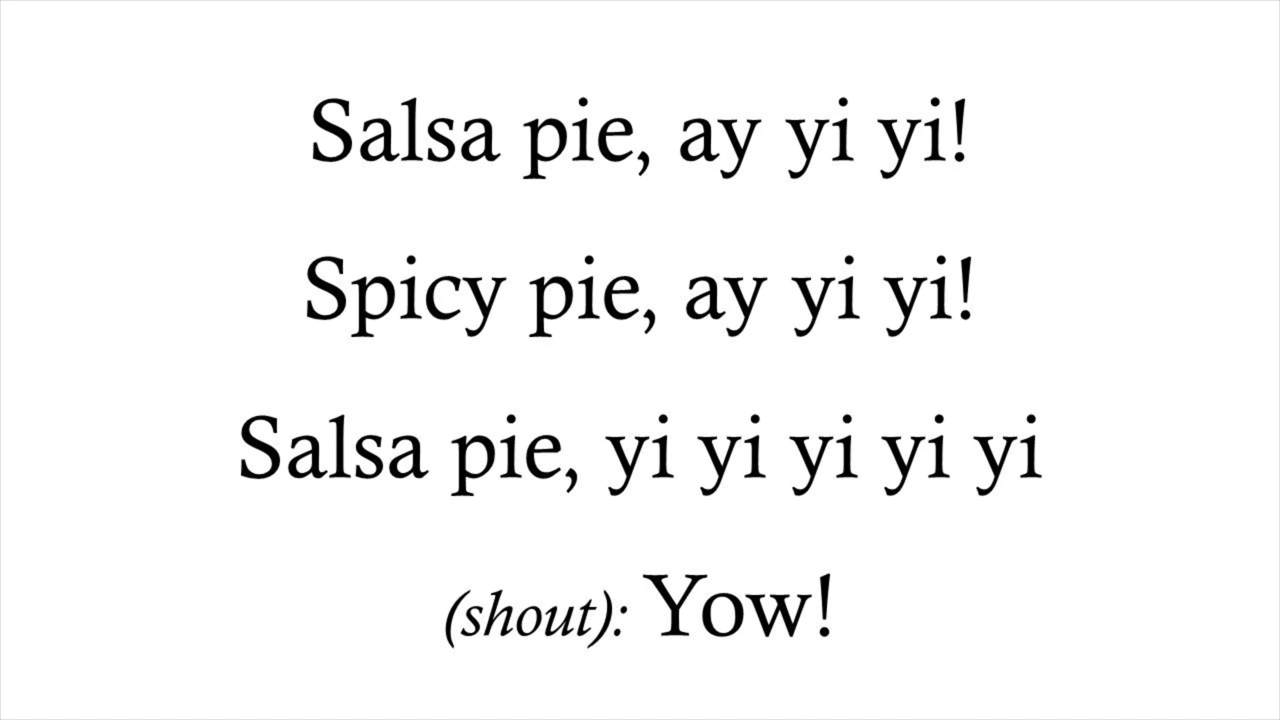 Salsa pie, ay yi yi!
Spicy pie, ay yi yi!
Salsa pie, yi yi yi yi yi
(shout): Yow!